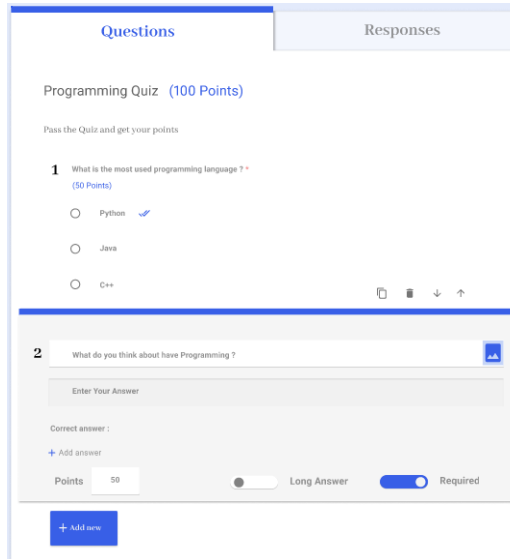 Questions
Responses
Programming Quiz (100 Points)
Pass the Quiz and get your points
1 What is the most used programming language ? *
(50 Points)
Python
Java
C++
2 What do you think about have Programming ?
Enter Your Answer
Correct answer :
+ Add answer
Points 50 Long Answer Required
+ Add new